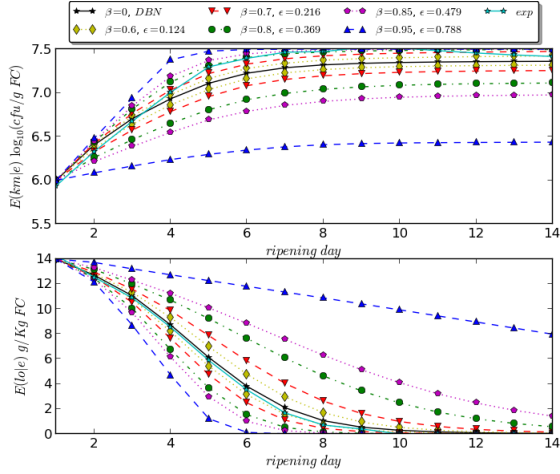 β=0, DBN β=0.7, ϵ=0.216 β=0.85, ϵ=0.479 exp
β=0.6, ϵ=0.124 β=0.8, ϵ=0.369 β=0.95, ϵ=0.788
7.5
7.0
6.5
6.0
5.5
E(km|e) log₁₀(cfu/g FC)
2 4 6 8 10 12 14
ripening day
14
12
10
8
6
4
2
0
E(lo|e) g/Kg FC
2 4 6 8 10 12 14
ripening day